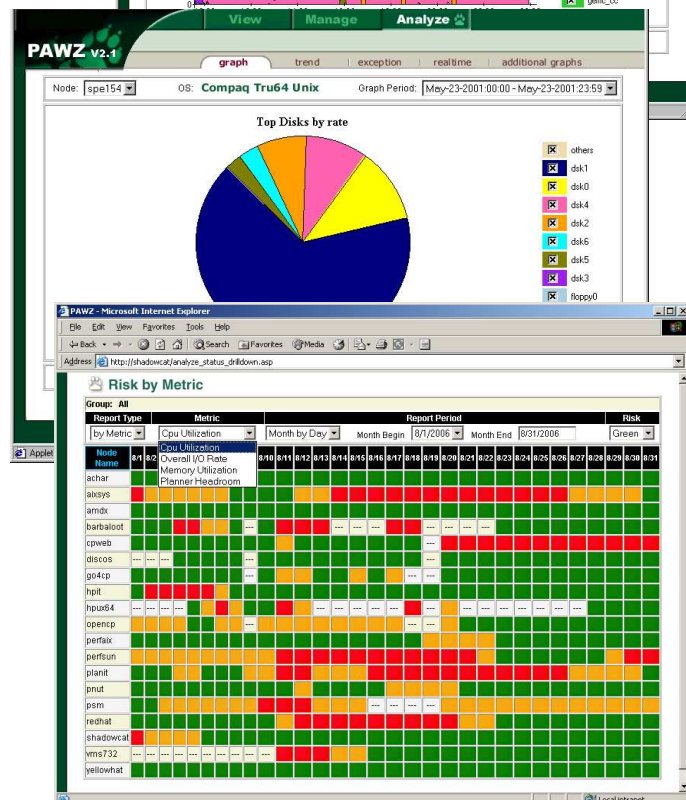 genic_cc
View Manage Analyze
PAWZ V2.1
graph trend exception realtime additional graphs
Node: spe154 OS: Compaq Tru64 Unix Graph Period: May-23-2001:00:00 - May-23-2001:23:59
Top Disks by rate
others
dsk1
dsk0
dsk4
dsk2
dsk6
dsk5
dsk3
floppy0
PAWZ - Microsoft Internet Explorer
File Edit View Favorites Tools Help
Back Search Favorites Media
Address http://shadowcat/analyze_status_drilldown.asp
Risk by Metric
Group: All
Report Type Metric Report Period Risk
by Metric Cpu Utilization Month by Day Month Begin 8/1/2006 Month End 8/31/2006 Green
Cpu Utilization
Overall I/O Rate
Memory Utilization
Planner Headroom
Applet
Node Name 8/1 8/2 8/10 8/11 8/12 8/13 8/14 8/15 8/16 8/17 8/18 8/19 8/20 8/21 8/22 8/23 8/24 8/25 8/26 8/27 8/28 8/29 8/30 8/31
achar
aixsys
amdx
barbaloot --- --- --- --- --- --- --- ---
cpweb ---
discos --- --- --- --- ---
go4cp --- --- ---
hpit
hpux64 --- --- --- --- --- --- --- --- --- --- --- --- --- --- --- --- --- --- --- --- ---
opencp --- --- ---
perfaix
perfsun
planit
pnut
psm --- --- --- ---
redhat
shadowcat
vms732 --- --- --- --- --- --- --- --- --- ---
yellowhat
Local intranet